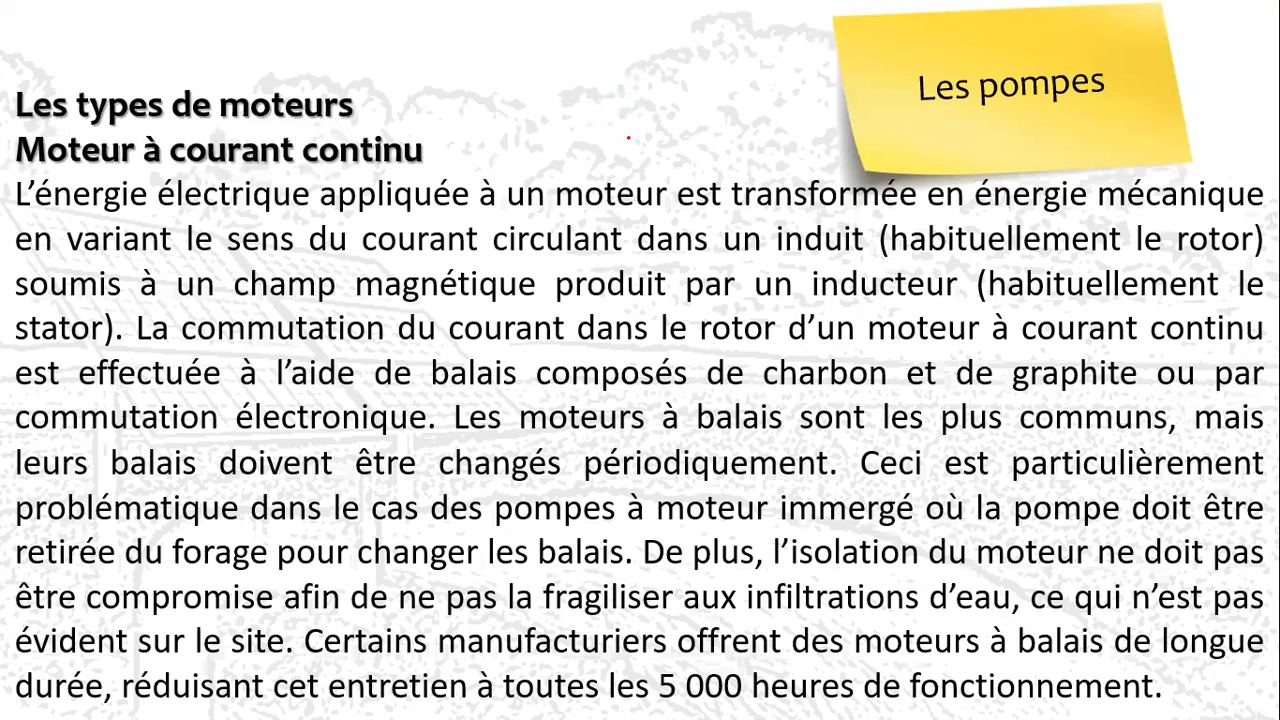 Les pompes
Les types de moteurs
Moteur à courant continu
L’énergie électrique appliquée à un moteur est transformée en énergie mécanique
en variant le sens du courant circulant dans un induit (habituellement le rotor)
soumis à un champ magnétique produit par un inducteur (habituellement le
stator). La commutation du courant dans le rotor d’un moteur à courant continu
est effectuée à l’aide de balais composés de charbon et de graphite ou par
commutation électronique. Les moteurs à balais sont les plus communs, mais
leurs balais doivent être changés périodiquement. Ceci est particulièrement
problématique dans le cas des pompes à moteur immergé où la pompe doit être
retirée du forage pour changer les balais. De plus, l’isolation du moteur ne doit pas
être compromise afin de ne pas la fragiliser aux infiltrations d’eau, ce qui n’est pas
évident sur le site. Certains manufacturiers offrent des moteurs à balais de longue
durée, réduisant cet entretien à toutes les 5 000 heures de fonctionnement.